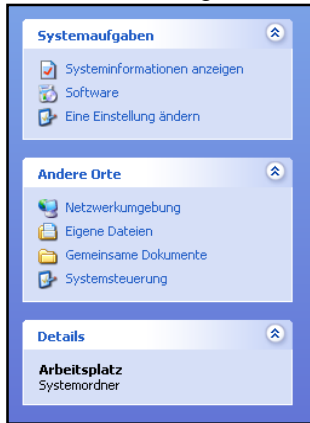 Systemaufgaben
Systeminformationen anzeigen
Software
Eine Einstellung ändern
Andere Orte
Netzwerkumgebung
Eigene Dateien
Gemeinsame Dokumente
Systemsteuerung
Details
Arbeitsplatz
Systemordner